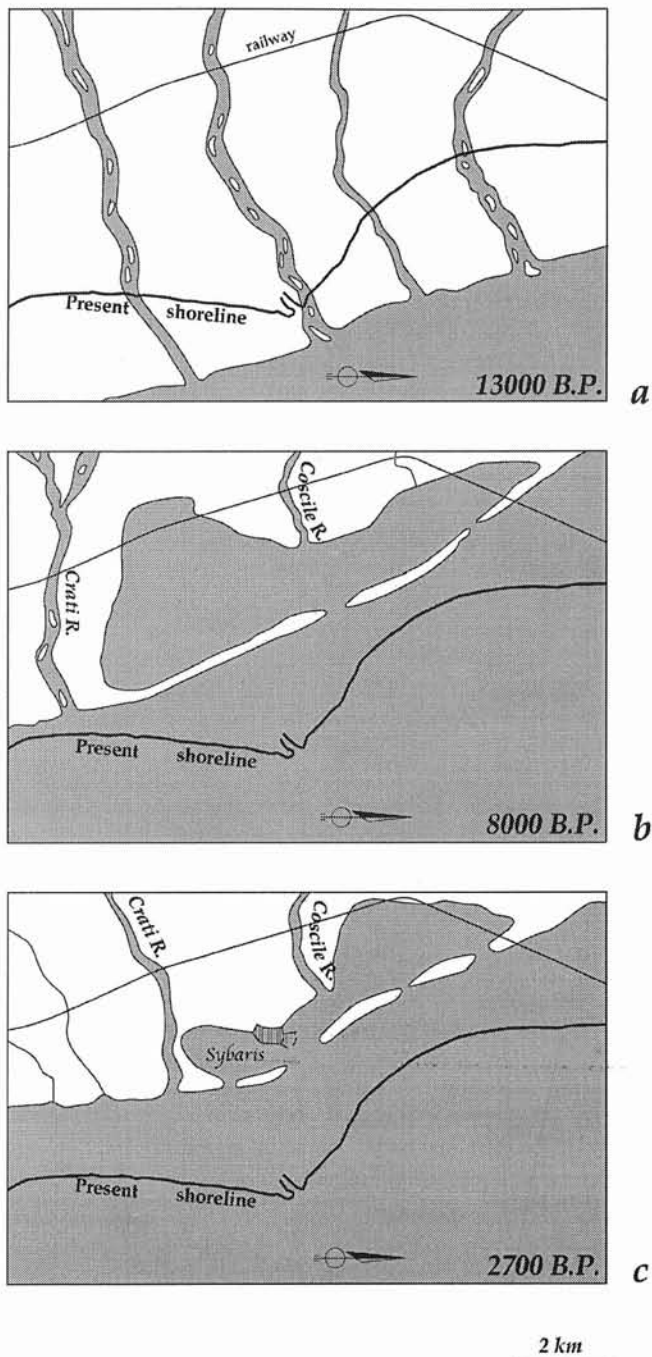 railway
Present shoreline
13000 B.P.
a
Coscile R.
Crati R.
Present shoreline
8000 B.P.
b
Crati R.
Coscile R.
Sybaris
Present shoreline
2700 B.P.
c
2 km